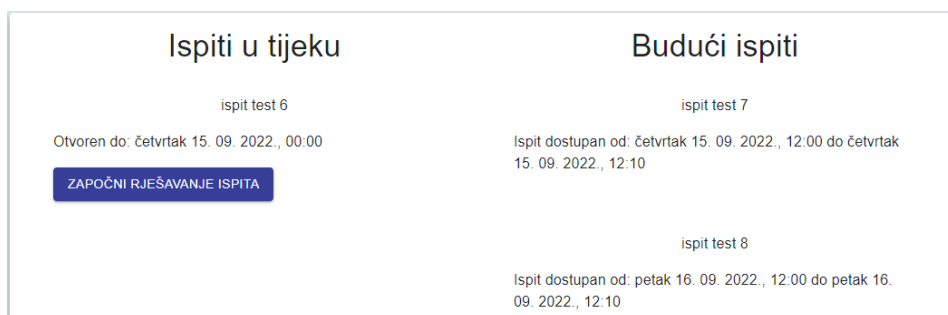 Ispiti u tijeku
ispit test 6
Otvoren do: četvrtak 15. 09. 2022., 00:00
ZAPOČNI RJEŠAVANJE ISPITA
Budući ispiti
ispit test 7
Ispit dostupan od: četvrtak 15. 09. 2022., 12:00 do četvrtak
15. 09. 2022., 12:10
ispit test 8
Ispit dostupan od: petak 16. 09. 2022., 12:00 do petak 16.
09. 2022., 12:10